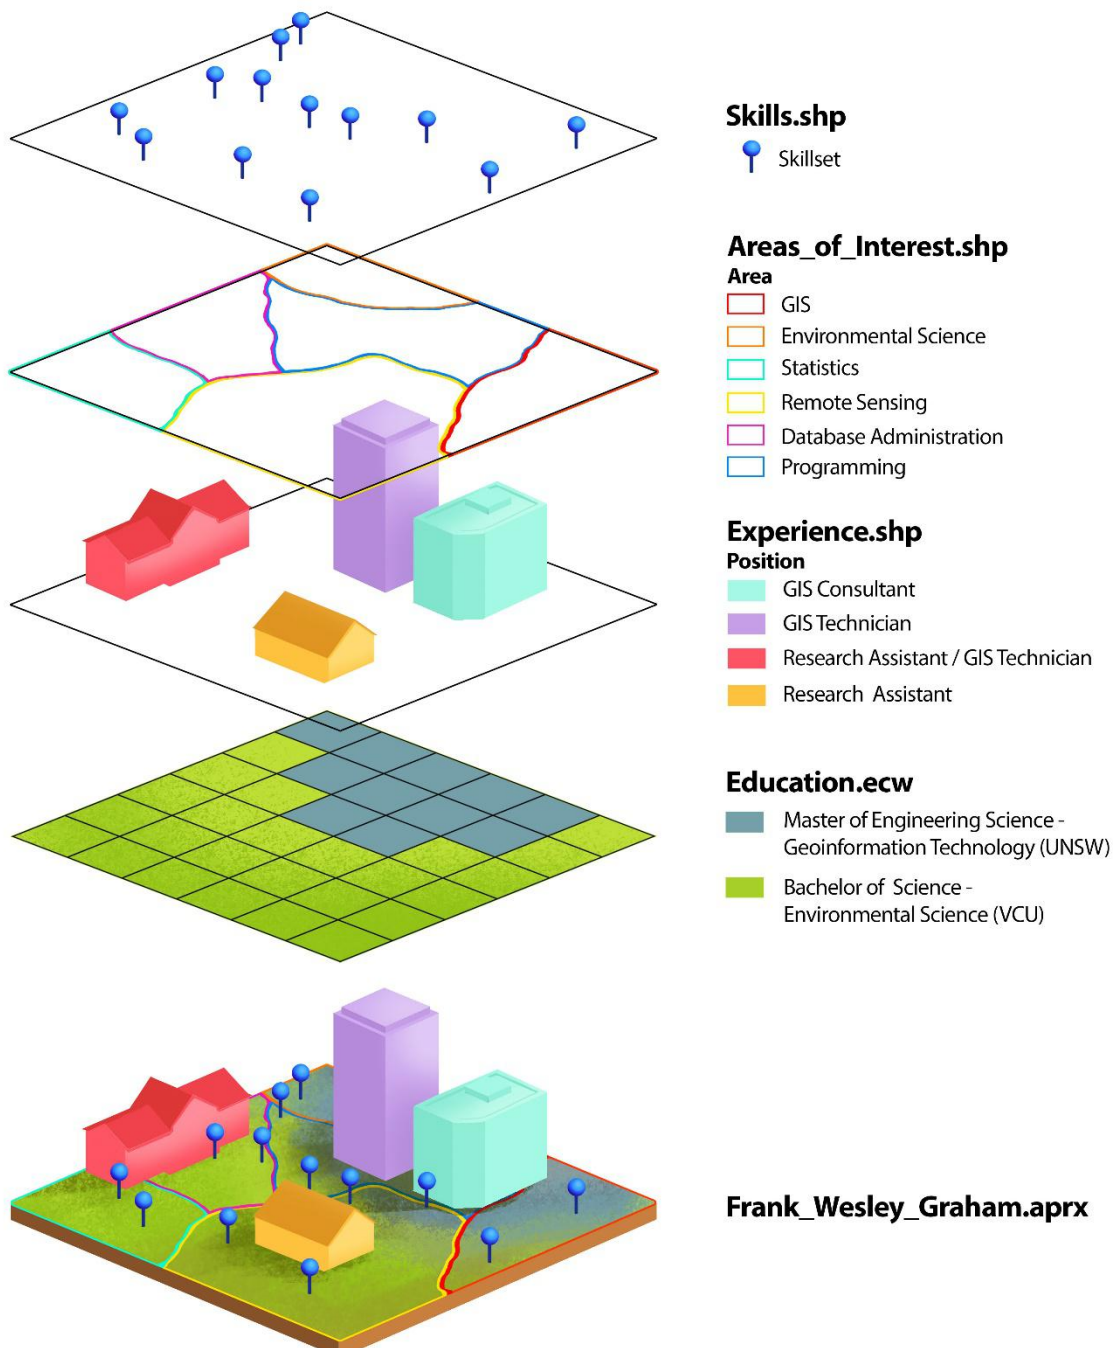 Skills.shp
Skillset
Areas_of_Interest.shp
Area
GIS
Environmental Science
Statistics
Remote Sensing
Database Administration
Programming
Experience.shp
Position
GIS Consultant
GIS Technician
Research Assistant / GIS Technician
Research Assistant
Education.ecw
Master of Engineering Science -
Geoinformation Technology (UNSW)
Bachelor of Science -
Environmental Science (VCU)
Frank_Wesley_Graham.aprx